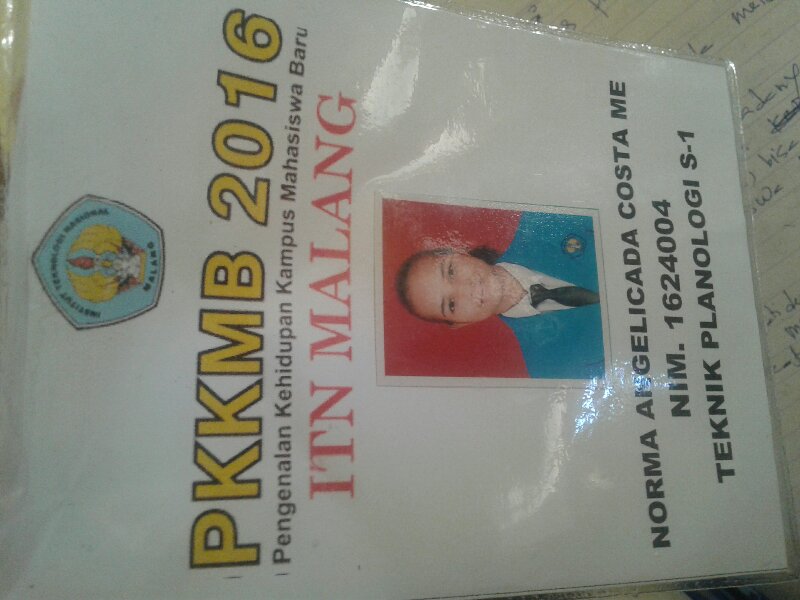 INSTITUT TEKNOLOGI NASIONAL
MALANG
PKKMB 2016
Pengenalan Kehidupan Kampus Mahasiswa Baru
ITN MALANG
NORMA ANGELICADA COSTA ME
NIM. 1624004
TEKNIK PLANOLOGI S-1